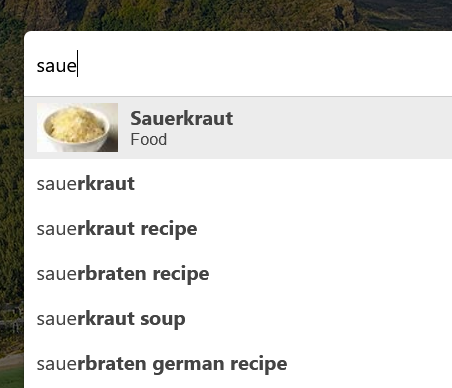 saue
Sauerkraut
Food
sauerkraut
sauerkraut recipe
sauerbraten recipe
sauerkraut soup
sauerbraten german recipe